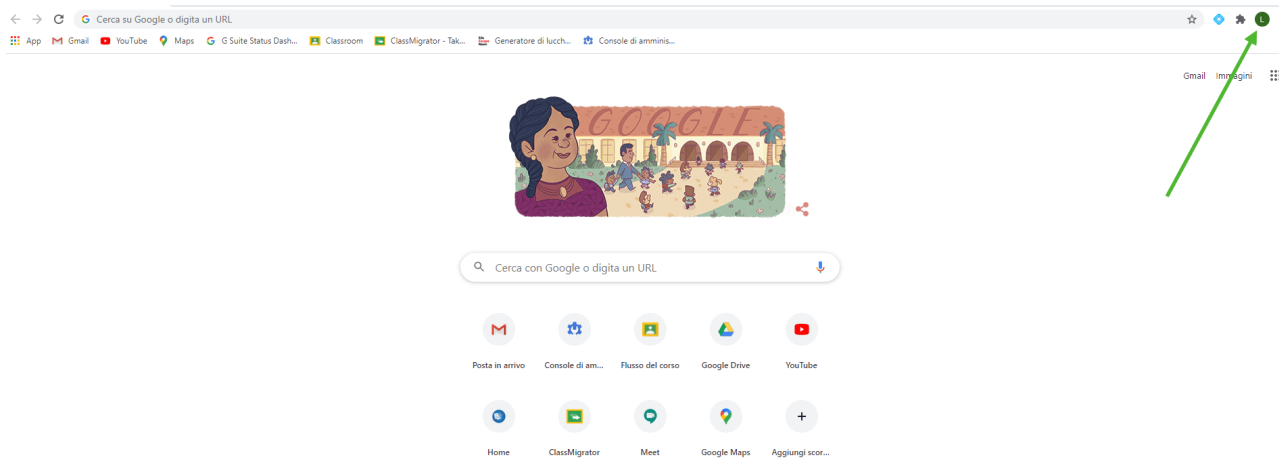 Cerca su Google o digita un URL
L
App Gmail YouTube Maps G Suite Status Dash... Classroom ClassMigrator - Tak... Generatore di lucch... Console di amminis...
Gmail Immagini
GOOGLE
Cerca con Google o digita un URL
Posta in arrivo Console di am... Flusso del corso Google Drive YouTube
Home ClassMigrator Meet Google Maps Aggiungi scor...